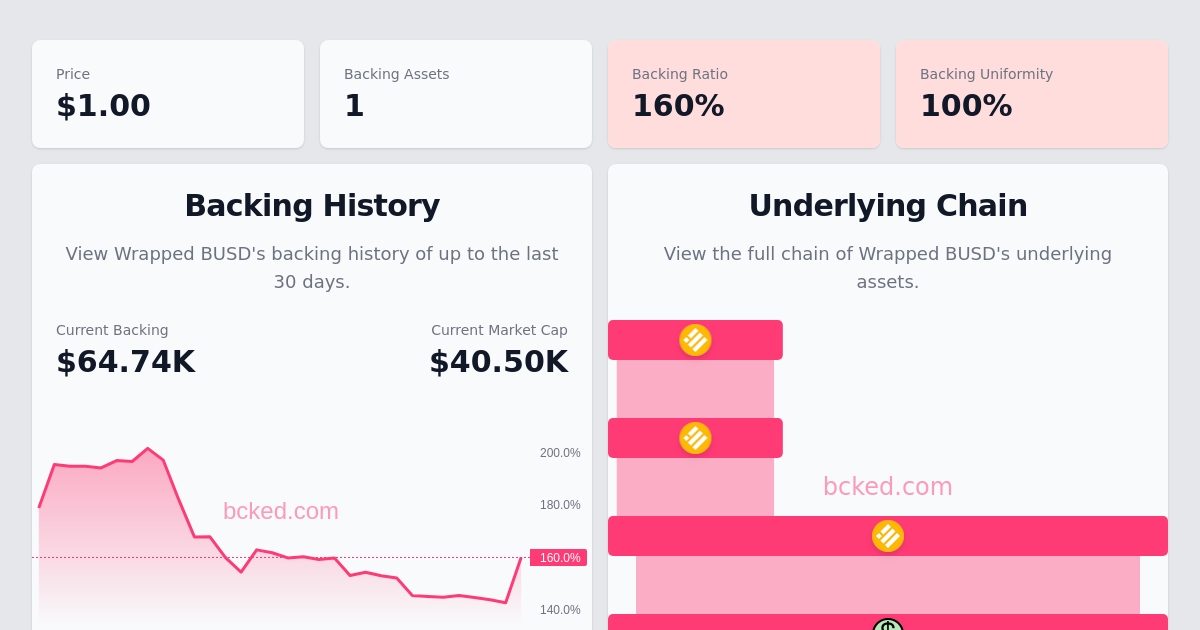 Price
$1.00
Backing Assets
1
Backing Ratio
160%
Backing Uniformity
100%
Backing History
View Wrapped BUSD's backing history of up to the last
30 days.
Current Backing
$64.74K
Current Market Cap
$40.50K
200.0%
180.0%
bcked.com
160.0%
140.0%
Underlying Chain
View the full chain of Wrapped BUSD's underlying
assets.
bcked.com
$